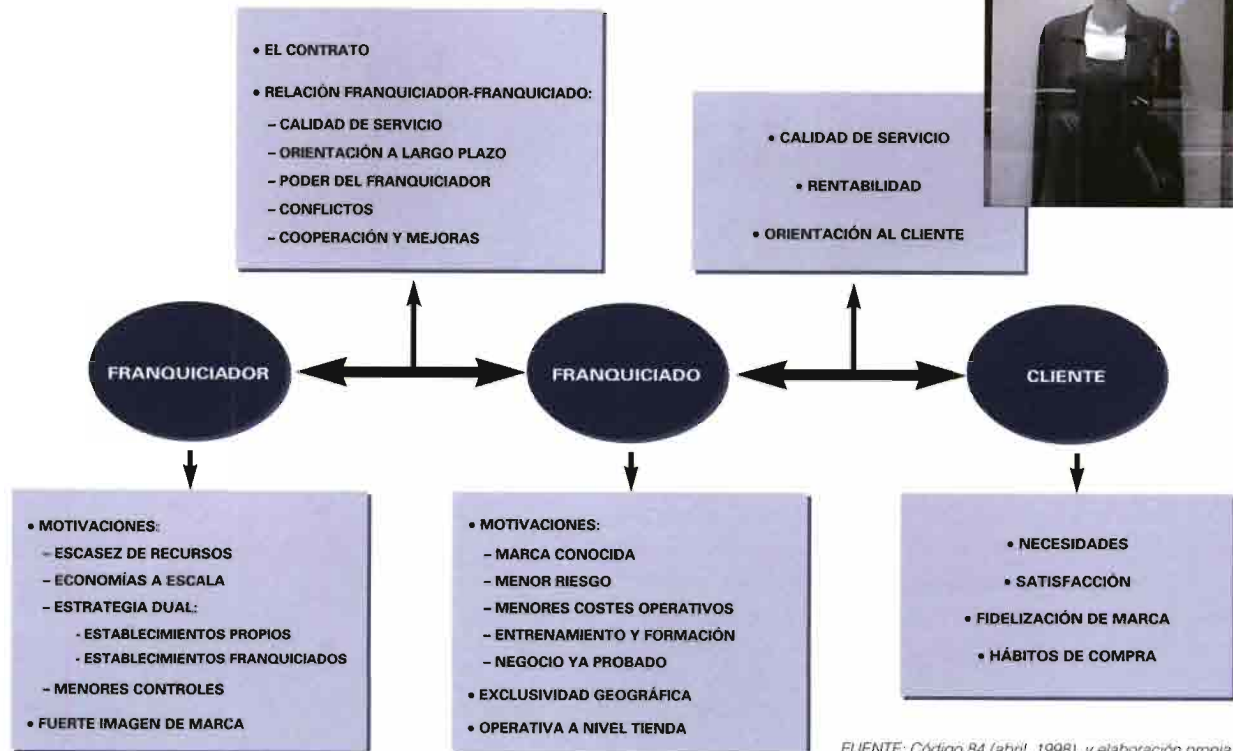 • EL CONTRATO
• RELACIÓN FRANQUICIADOR-FRANQUICIADO:
– CALIDAD DE SERVICIO
– ORIENTACIÓN A LARGO PLAZO
– PODER DEL FRANQUICIADOR
– CONFLICTOS
– COOPERACIÓN Y MEJORAS
• CALIDAD DE SERVICIO
• RENTABILIDAD
• ORIENTACIÓN AL CLIENTE
FRANQUICIADOR
FRANQUICIADO
CLIENTE
• MOTIVACIONES:
– ESCASEZ DE RECURSOS
– ECONOMÍAS A ESCALA
– ESTRATEGIA DUAL:
- ESTABLECIMIENTOS PROPIOS
- ESTABLECIMIENTOS FRANQUICIADOS
– MENORES CONTROLES
• FUERTE IMAGEN DE MARCA
• MOTIVACIONES:
– MARCA CONOCIDA
– MENOR RIESGO
– MENORES COSTES OPERATIVOS
– ENTRENAMIENTO Y FORMACIÓN
– NEGOCIO YA PROBADO
• EXCLUSIVIDAD GEOGRÁFICA
• OPERATIVA A NIVEL TIENDA
• NECESIDADES
• SATISFACCIÓN
• FIDELIZACIÓN DE MARCA
• HÁBITOS DE COMPRA
FUENTE: Código 84 (abril, 1998), y elaboración propia